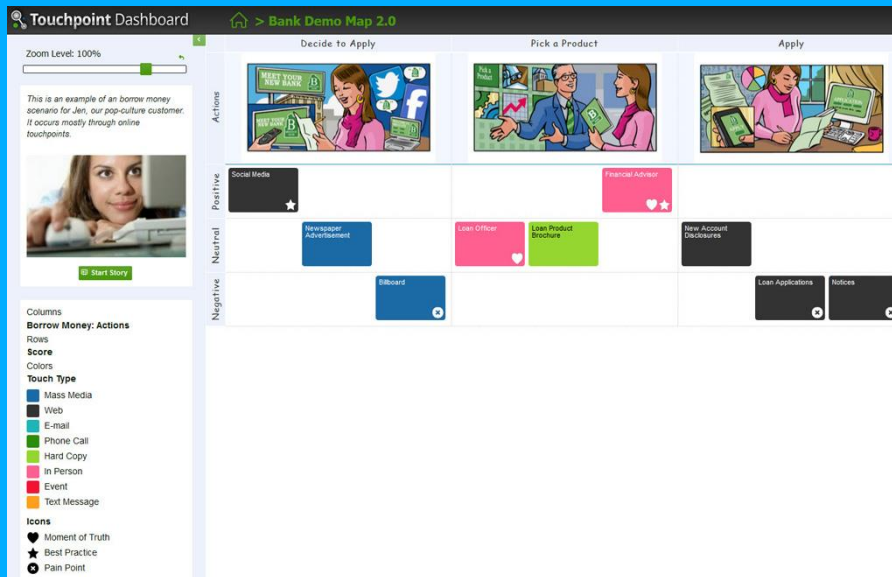 Touchpoint Dashboard
> Bank Demo Map 2.0
Zoom Level: 100%
This is an example of an borrow money
scenario for Jen, our pop-culture customer.
It occurs mostly through online
touchpoints.
Start Story
Columns
Borrow Money: Actions
Rows
Score
Colors
Touch Type
Mass Media
Web
E-mail
Phone Call
Hard Copy
In Person
Event
Text Message
Icons
Moment of Truth
Best Practice
Pain Point
Decide to Apply
Pick a Product
Apply
Actions
MEET YOUR
NEW BANK
B
Pick a
Product
B
Positive
Social Media
Financial Advisor
Neutral
Newspaper
Advertisement
Loan Officer
Loan Product
Brochure
New Account
Disclosures
Negative
Billboard
Loan Applications
Notices